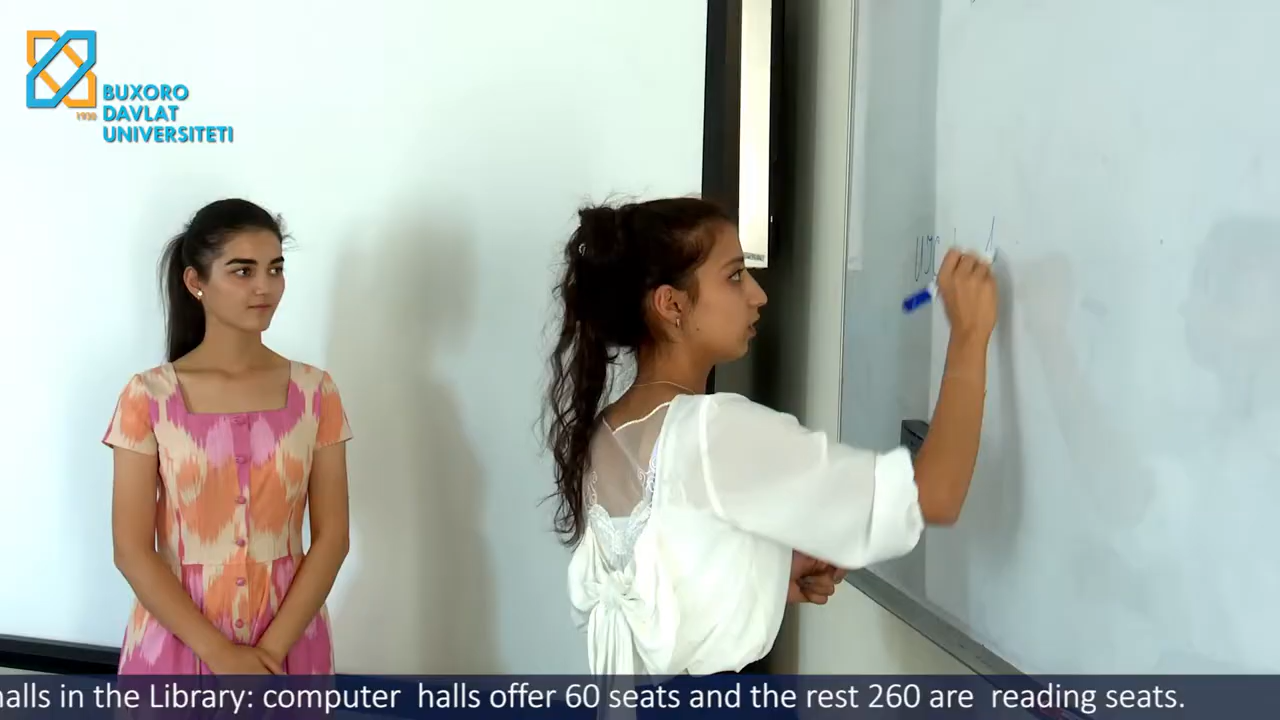 BUXORO
DAVLAT
1930 UNIVERSITETI
halls in the Library: computer halls offer 60 seats and the rest 260 are reading seats.